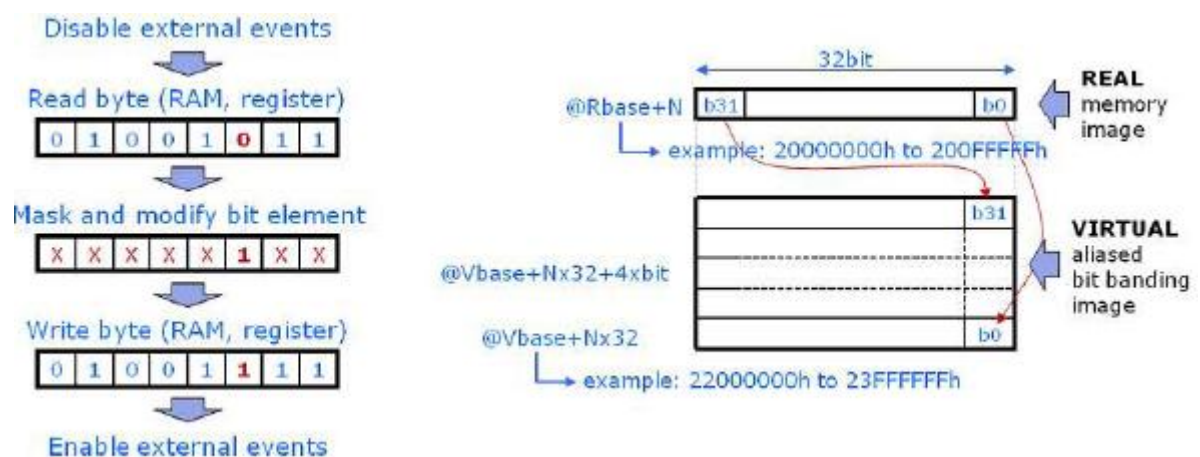 Disable external events
Read byte (RAM, register)
0 1 0 0 1 0 1 1
Mask and modify bit element
X X X X X 1 X X
Write byte (RAM, register)
0 1 0 0 1 1 1 1
Enable external events
32bit
@Rbase+N
b31
b0
REAL
memory
image
example: 20000000h to 200FFFFFh
b31
VIRTUAL
aliased
bit banding
image
@Vbase+Nx32+4xbit
@Vbase+Nx32
b0
example: 22000000h to 23FFFFFFh